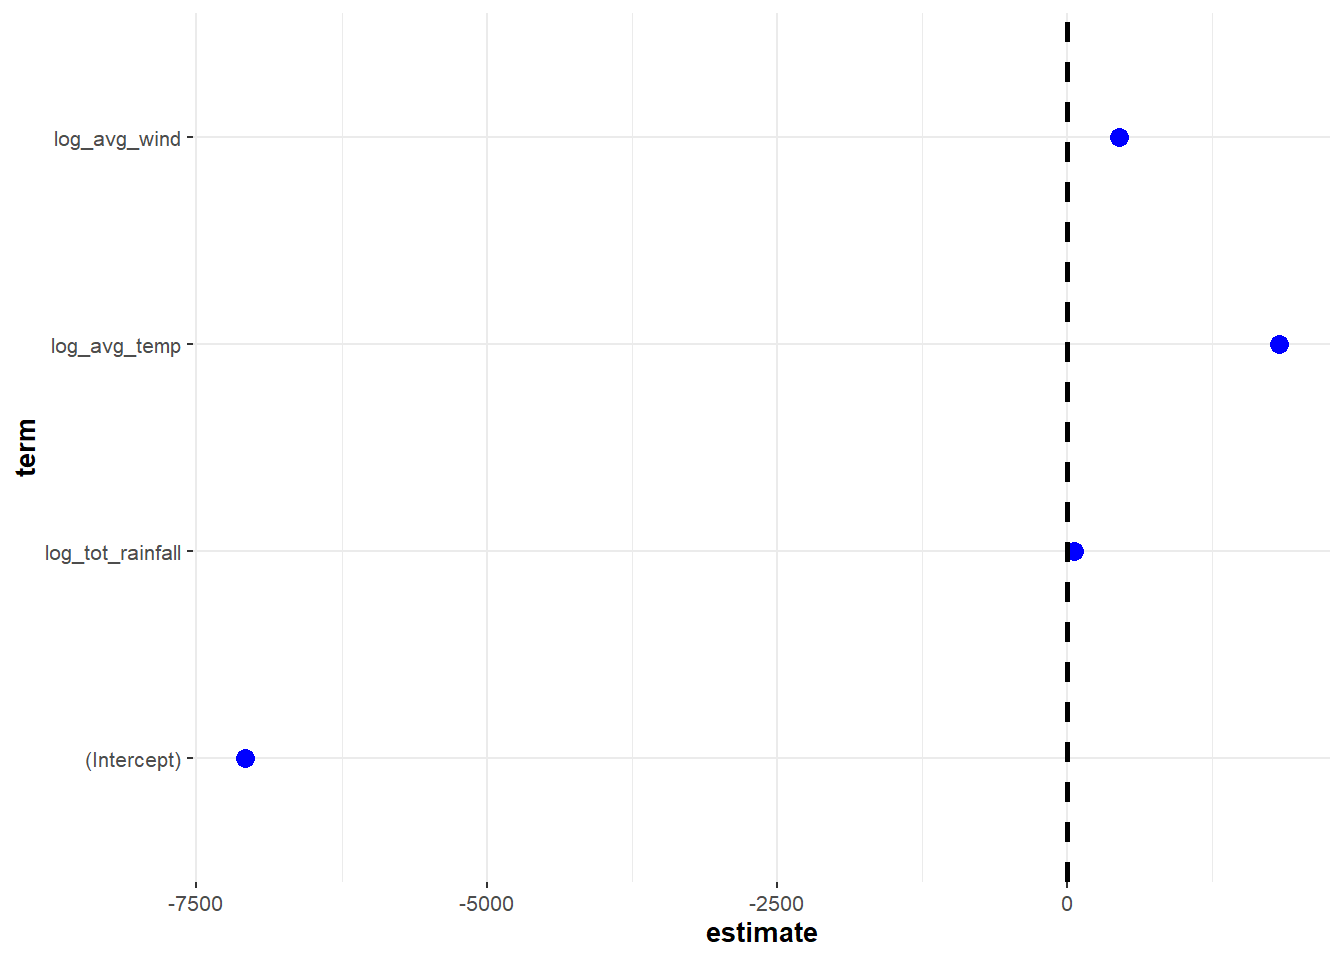 log_avg_wind
log_avg_temp
term
log_tot_rainfall
(Intercept)
-7500 -5000 -2500 0
estimate